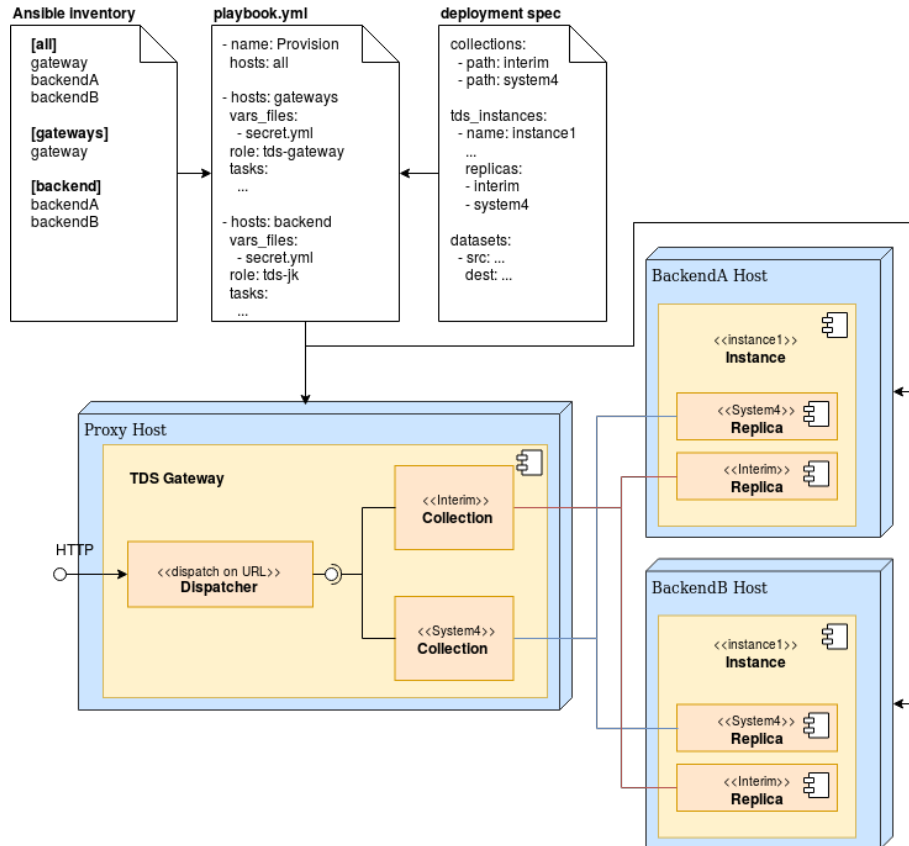 Ansible inventory
[all]
gateway
backendA
backendB
[gateways]
gateway
[backend]
backendA
backendB
playbook.yml
- name: Provision
hosts: all
- hosts: gateways
vars_files:
- secret.yml
role: tds-gateway
tasks:
...
- hosts: backend
vars_files:
- secret.yml
role: tds-jk
tasks:
...
deployment spec
collections:
- path: interim
- path: system4
tds_instances:
- name: instance1
...
replicas:
- interim
- system4
datasets:
- src: ...
dest: ...
Proxy Host
TDS Gateway
HTTP
<<dispatch on URL>>
Dispatcher
<<Interim>>
Collection
<<System4>>
Collection
BackendA Host
<<instance1>>
Instance
<<System4>>
Replica
<<Interim>>
Replica
BackendB Host
<<instance1>>
Instance
<<System4>>
Replica
<<Interim>>
Replica